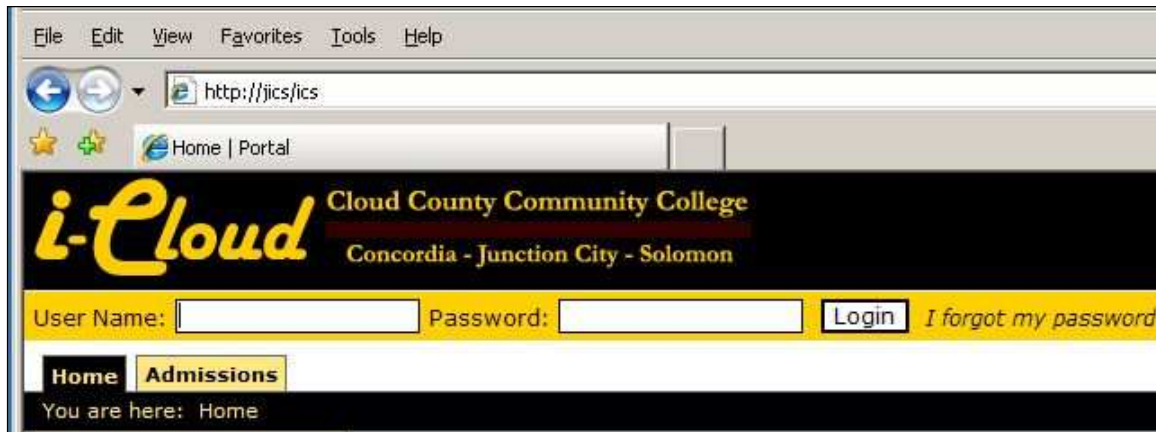 File Edit View Favorites Tools Help
http://jics/ics
Home | Portal
i-Cloud
Cloud County Community College
Concordia - Junction City - Solomon
User Name: Password: Login I forgot my password
Home Admissions
You are here: Home